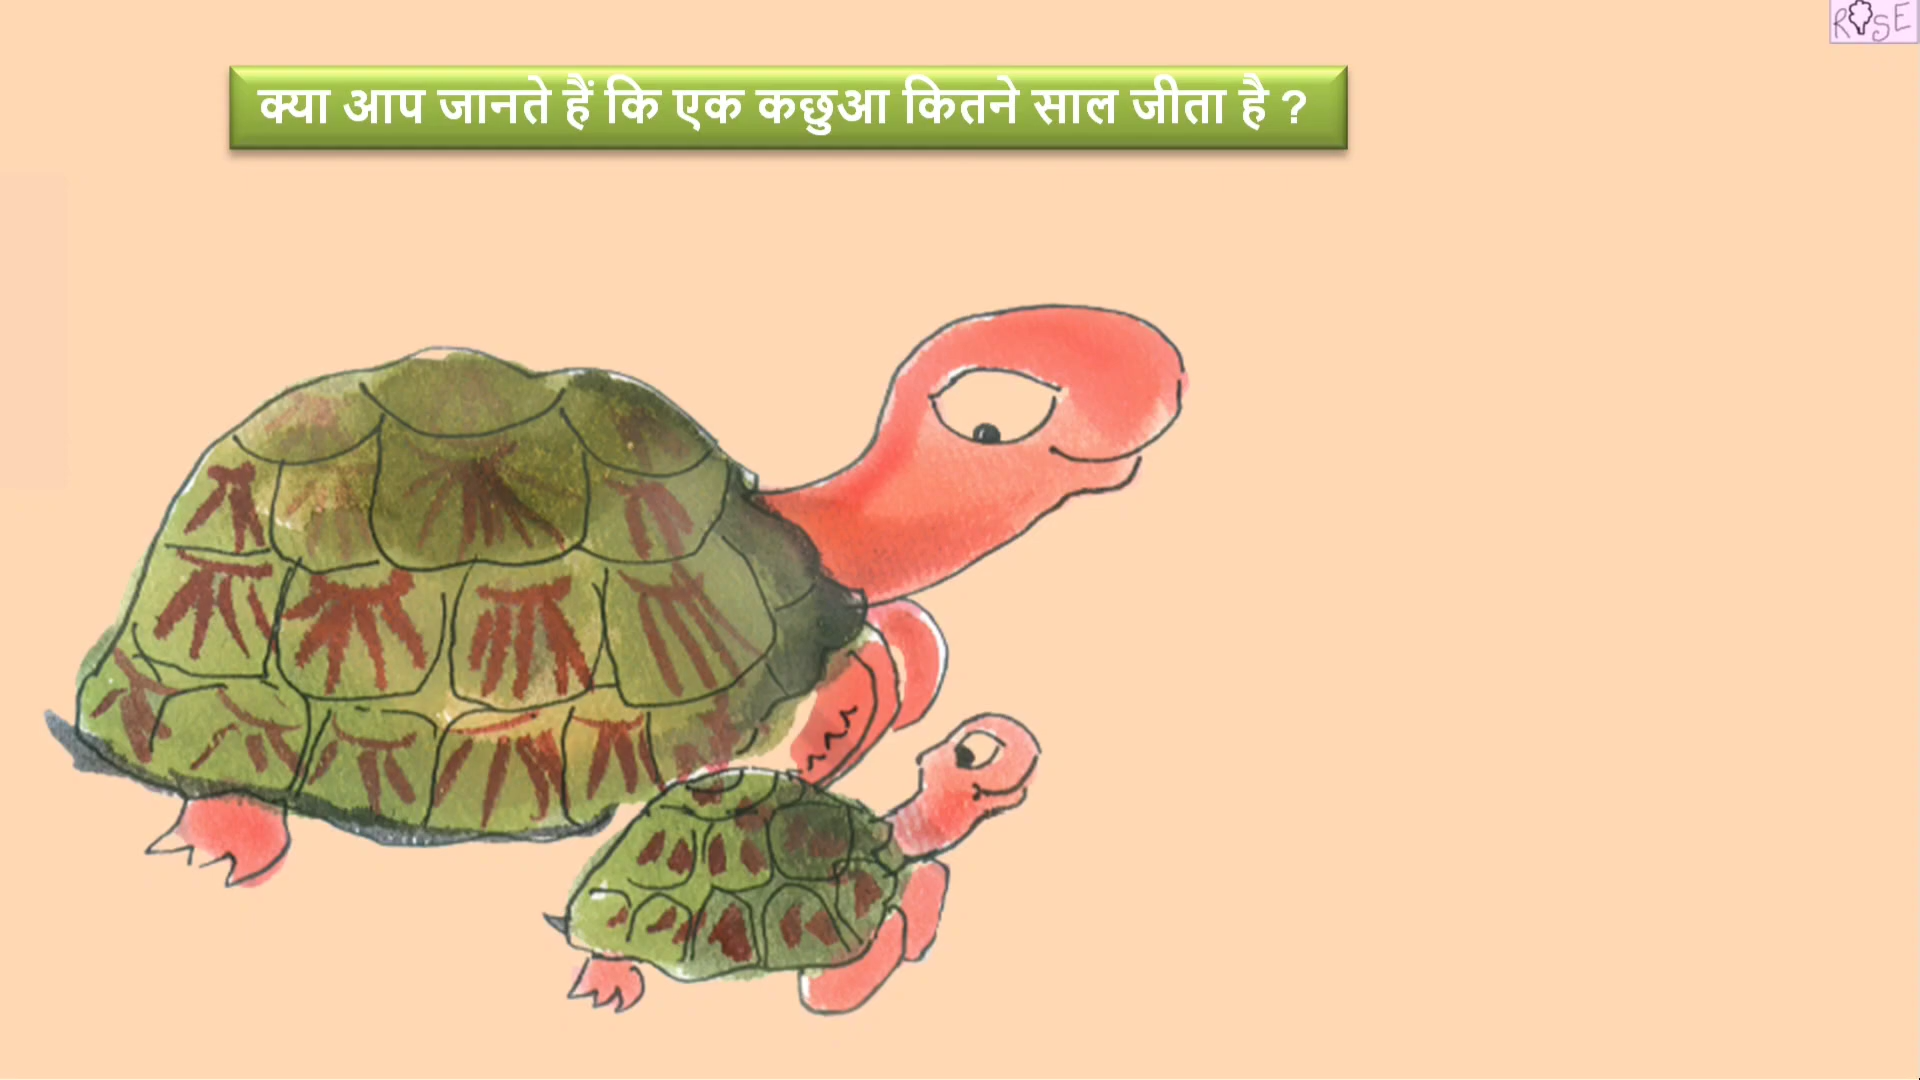 क्या आप जानते हैं कि एक कछुआ कितने साल जीता है ?
ROSE